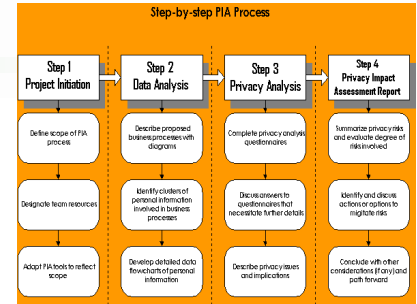 Step-by-step PIA Process
Step 1
Project Initiation
Define scope of PIA
process
Designate team resources
Adapt PIA tools to reflect
scope
Step 2
Data Analysis
Describe proposed
business processes with
diagrams
Identify clusters of
personal information
involved in business
processes
Develop detailed data
flowcharts of personal
information
Step 3
Privacy Analysis
Complete privacy analysis
questionnaires
Discuss answers to
questionnaires that
necessitate further details
Describe privacy issues
and implications
Step 4
Privacy Impact
Assessment Report
Summarize privacy risks
and evaluate degree of
risks involved
Identify and discuss
actions or options to
mitigate risks
Conclude with other
considerations (if any) and
path forward